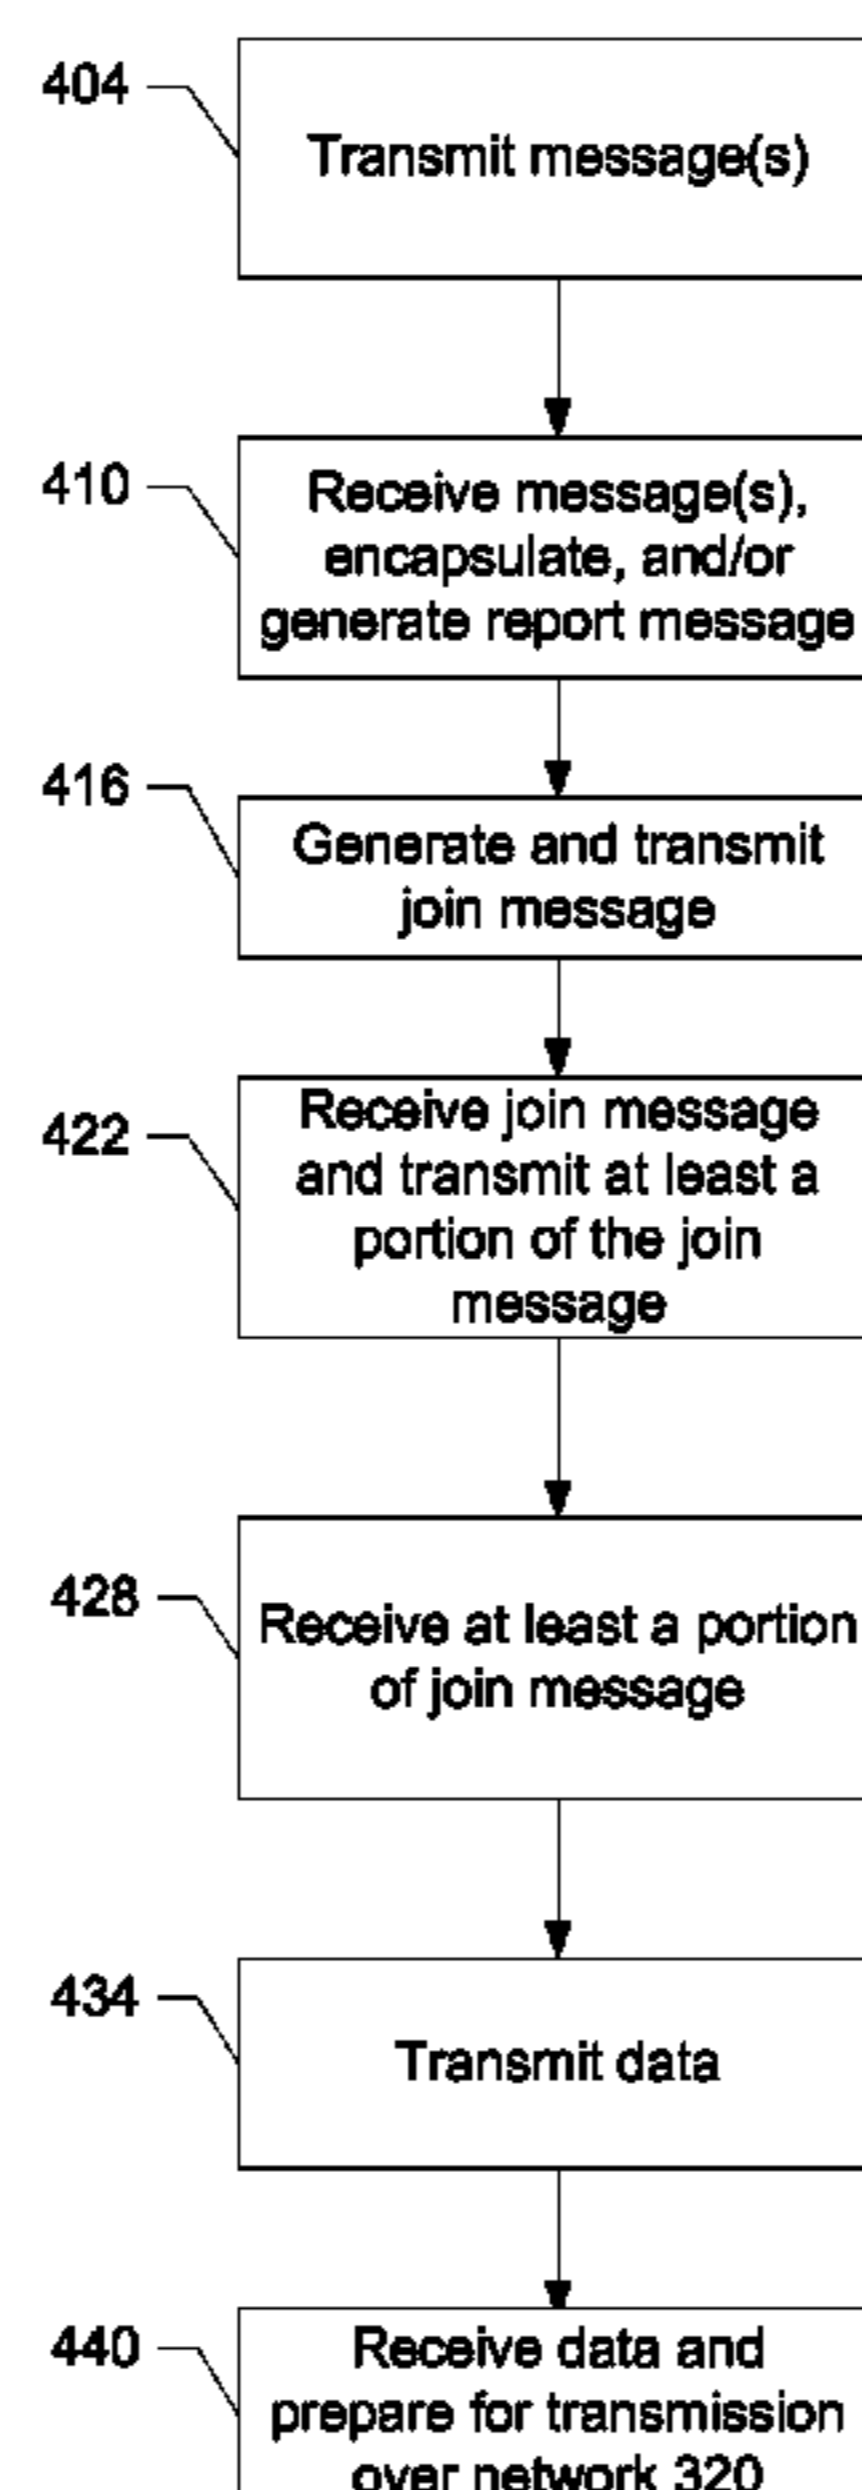 404
Transmit message(s)
410
Receive message(s),
encapsulate, and/or
generate report message
416
Generate and transmit
join message
422
Receive join message
and transmit at least a
portion of the join
message
428
Receive at least a portion
of join message
434
Transmit data
440
Receive data and
prepare for transmission
over network 320